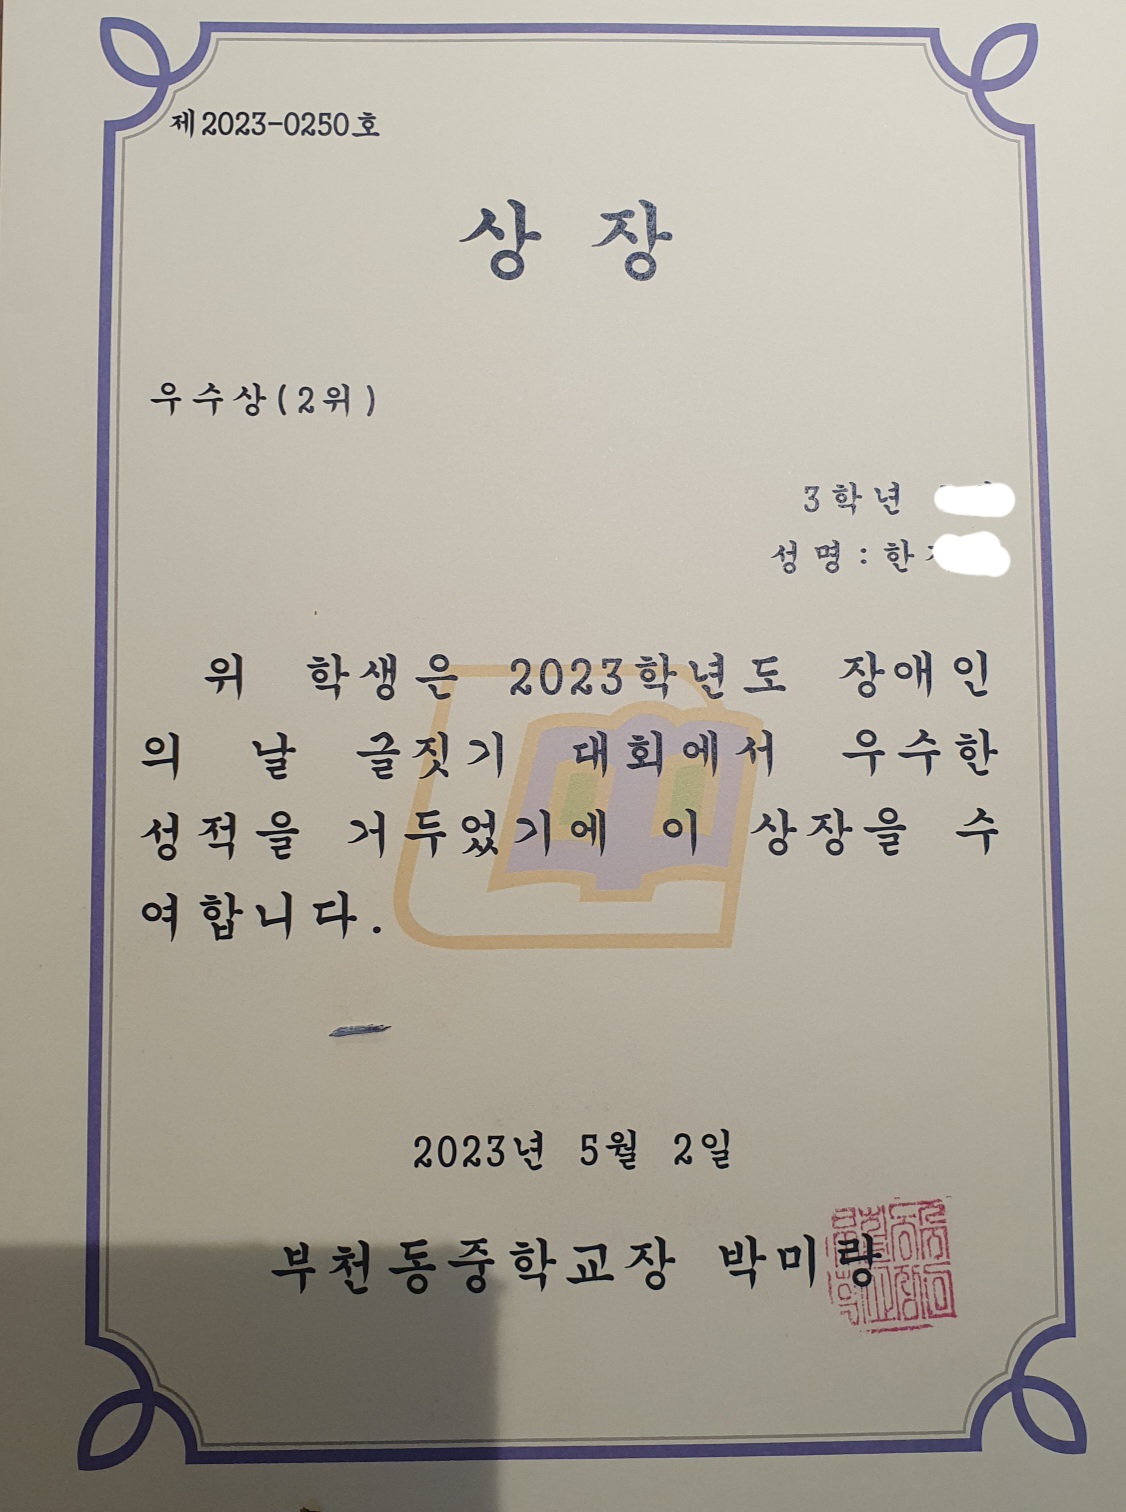 제2023-0250호
상 장
우수상(2위)
3학년
성명:한
위 학생은 2023학년도 장애인
의 날 글짓기 대회에서 우수한
성적을 거두었기에 이 상장을 수
여합니다.
2023년 5월 2일
부천동중학교장 박미랑